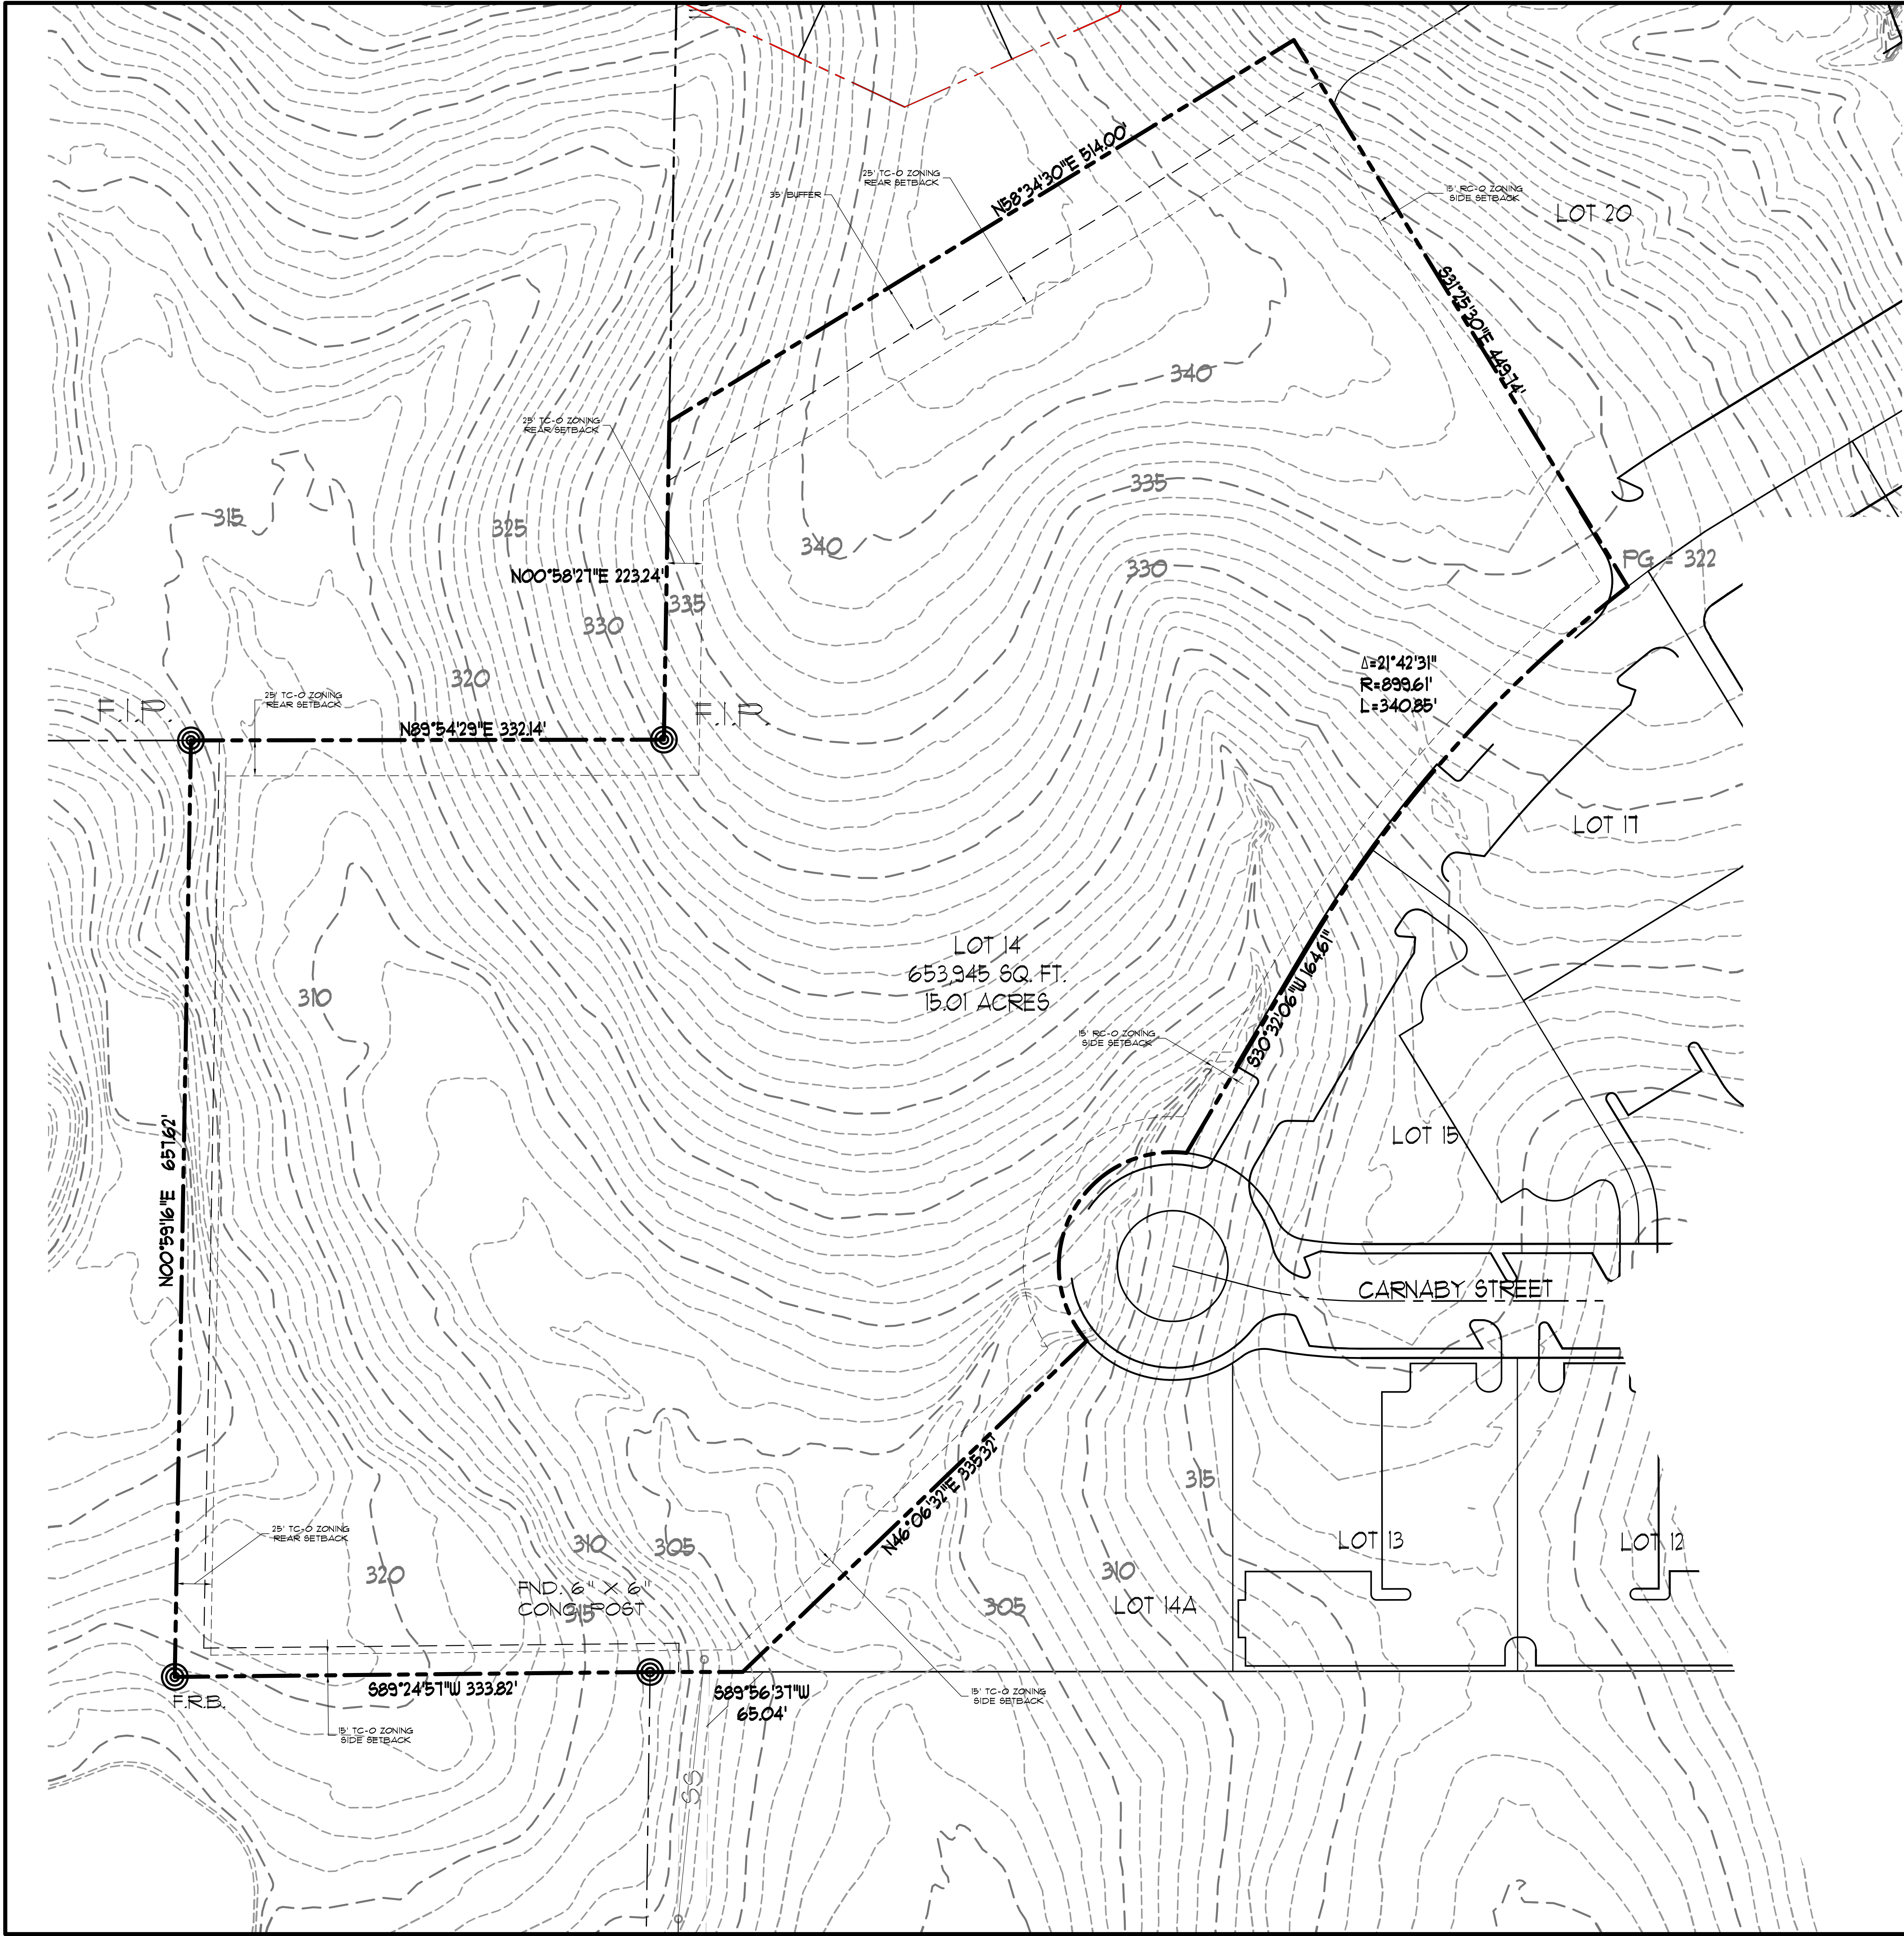 N58°34'30"E 514.00'
25' TC-O ZONING
REAR SETBACK
35' BUFFER
15' RC-O ZONING
SIDE SETBACK
LOT 20
S31°25'30"E 449.74'
340
25' TC-O ZONING
REAR SETBACK
335
315
325
340
PG = 322
330
N00°58'27"E 223.24'
335
330
Δ=21°42'31"
R=899.61'
L=340.85'
320
25' TC-O ZONING
REAR SETBACK
F.I.P.
F.I.P.
N89°54'29"E 332.14'
LOT 17
LOT 14
653,945 SQ. FT.
15.01 ACRES
310
S30°32'06"W 164.61'
15' RC-O ZONING
SIDE SETBACK
LOT 15
N00°59'16"E 657.62'
CARNABY STREET
N46°06'32"E 335.32'
315
25' TC-O ZONING
REAR SETBACK
310
305
LOT 13
LOT 12
320
310
FND. 6" X 6"
CONC. POST
315
305
LOT 14A
S89°24'57"W 333.82'
F.R.B.
S89°56'37"W
65.04'
15' TC-O ZONING
SIDE SETBACK
15' TC-O ZONING
SIDE SETBACK
SS